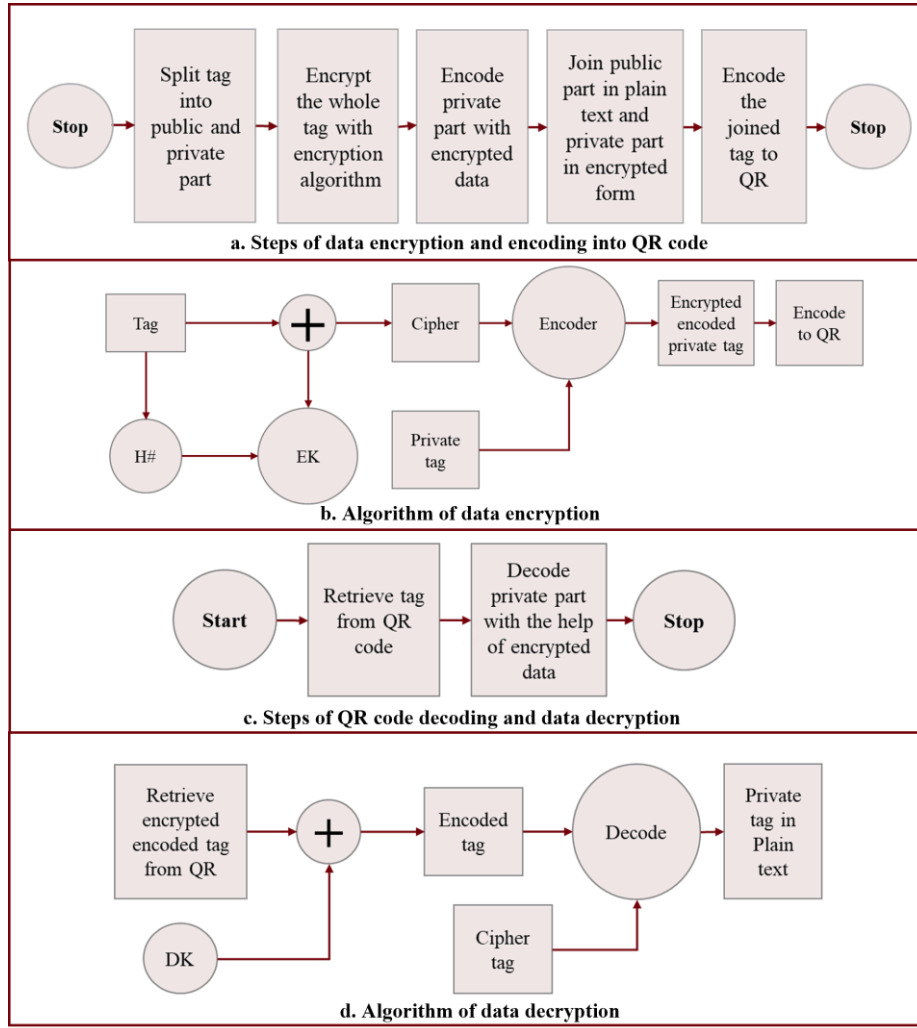 Stop
Split tag
into
public and
private
part
Encrypt
the whole
tag with
encryption
algorithm
Encode
private
part with
encrypted
data
Join public
part in plain
text and
private part
in encrypted
form
Encode
the
joined
tag to
QR
Stop
a. Steps of data encryption and encoding into QR code
Tag
+
Cipher
Encoder
Encrypted
encoded
private tag
Encode
to QR
H#
EK
Private
tag
b. Algorithm of data encryption
Start
Retrieve tag
from QR
code
Decode
private part
with the help
of encrypted
data
Stop
c. Steps of QR code decoding and data decryption
Retrieve
encrypted
encoded tag
from QR
+
Encoded
tag
Decode
Private
tag in
Plain
text
DK
Cipher
tag
d. Algorithm of data decryption